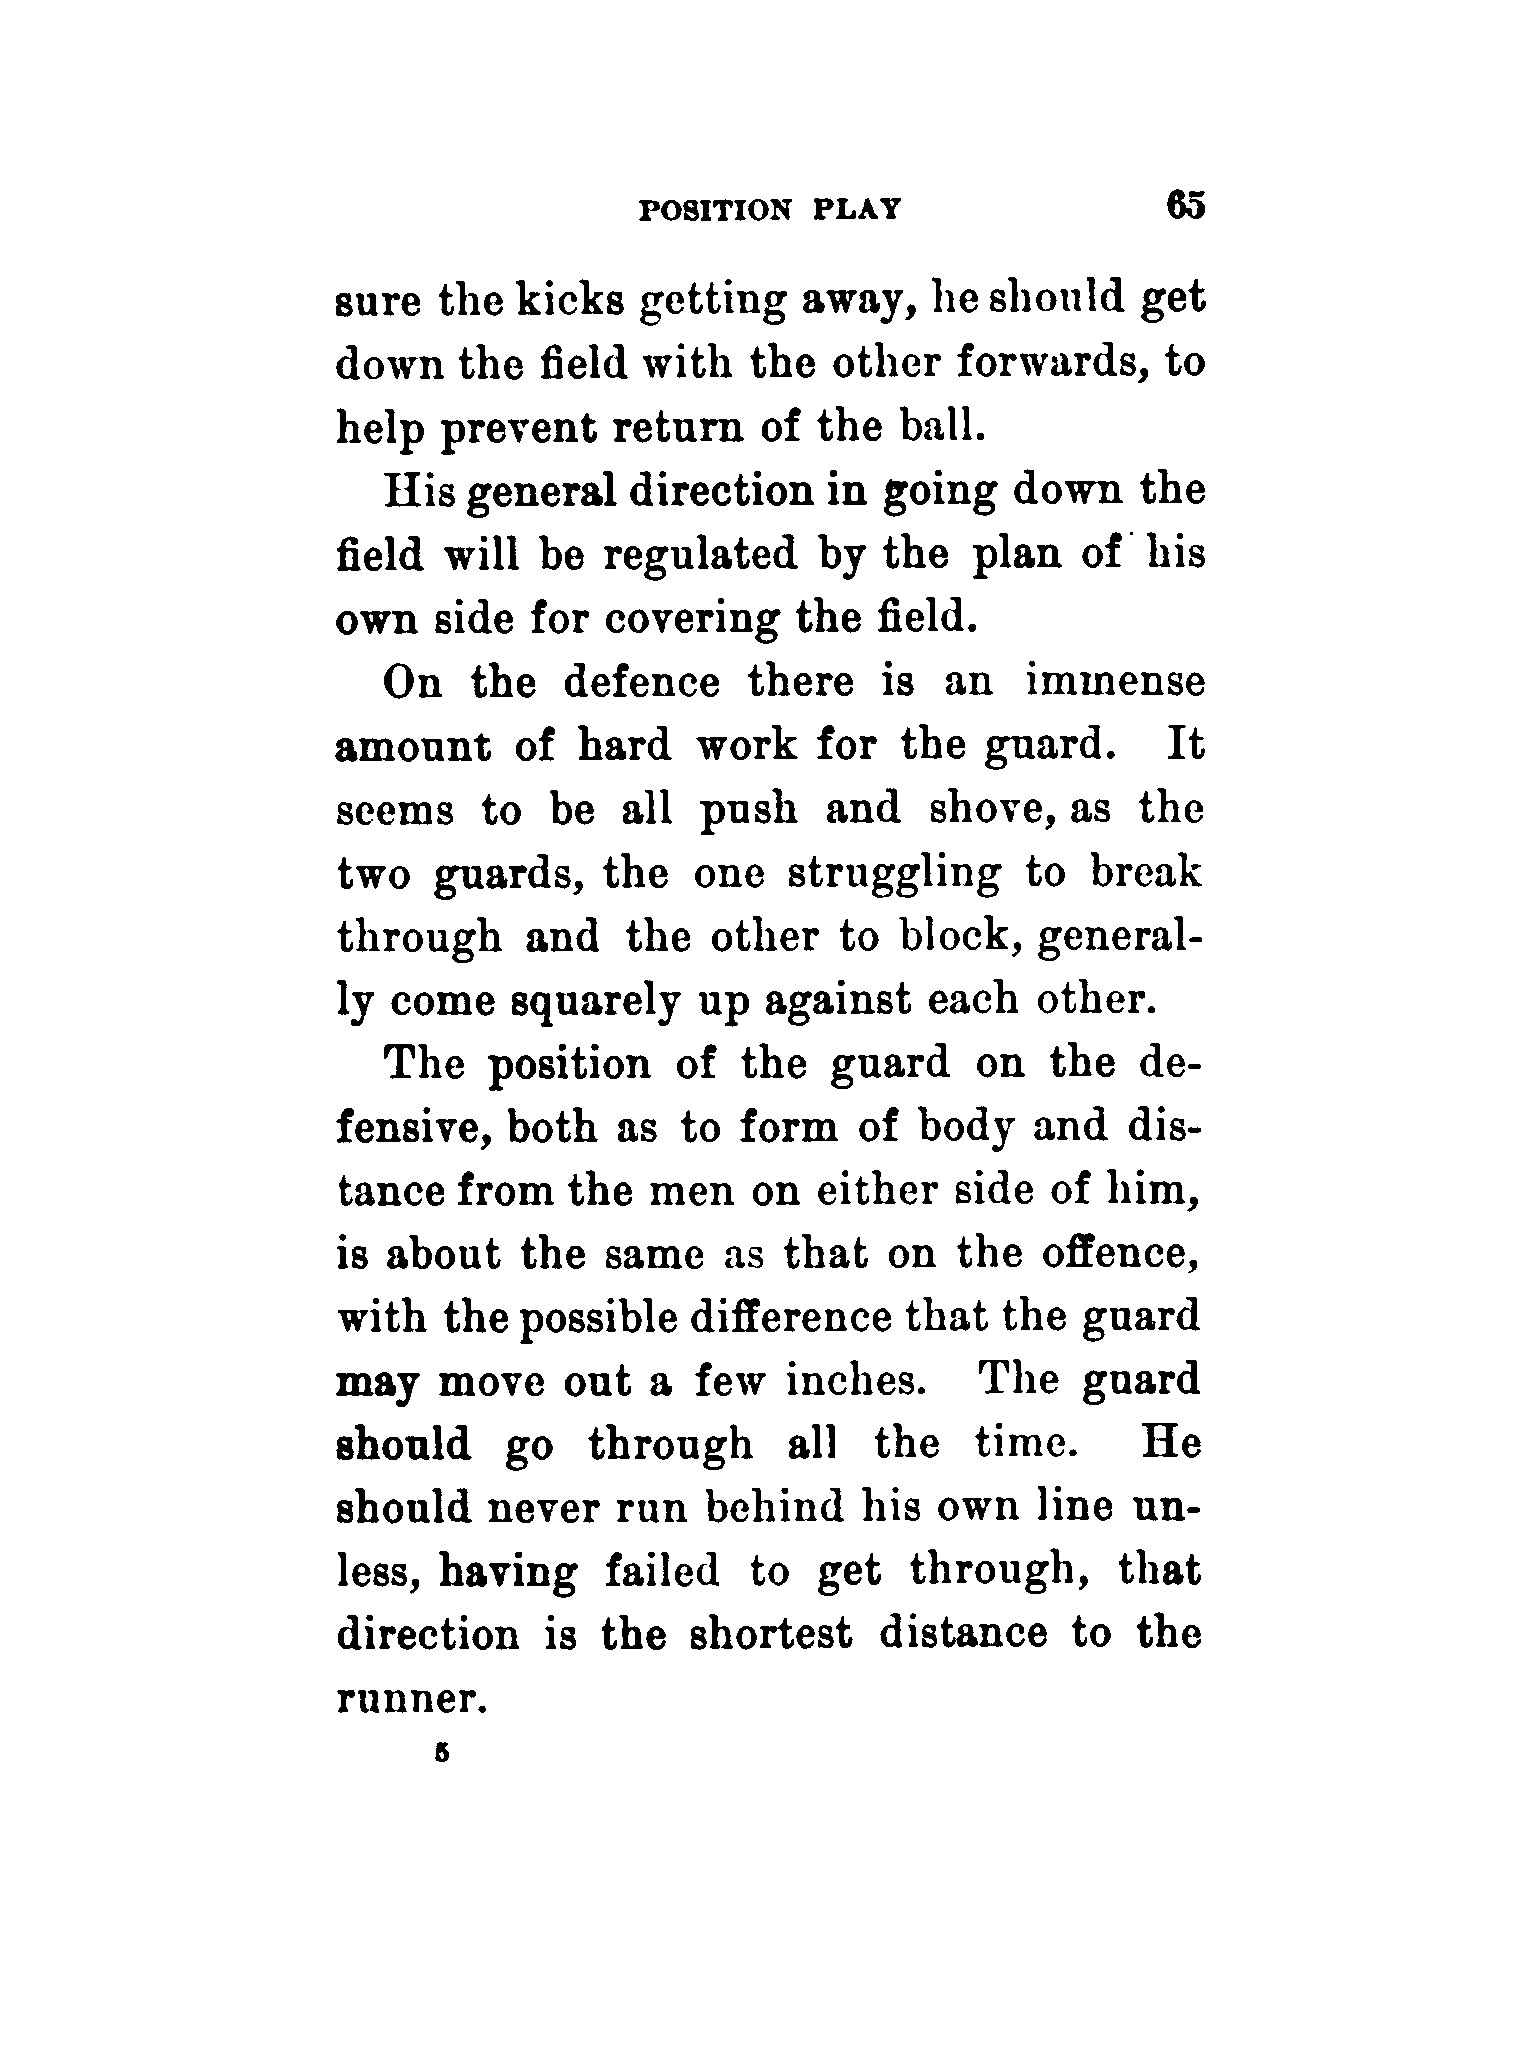 POSITION PLAY 65
sure the kicks getting away, he should get
down the field with the other forwards, to
help prevent return of the ball.
His general direction in going down the
field will be regulated by the plan of his
own side for covering the field.
On the defence there is an immense
amount of hard work for the guard. It
seems to be all push and shove, as the
two guards, the one struggling to break
through and the other to block, general-
ly come squarely up against each other.
The position of the guard on the de-
fensive, both as to form of body and dis-
tance from the men on either side of him,
is about the same as that on the offence,
with the possible difference that the guard
may move out a few inches. The guard
should go through all the time. He
should never run behind his own line un-
less, having failed to get through, that
direction is the shortest distance to the
runner.
5